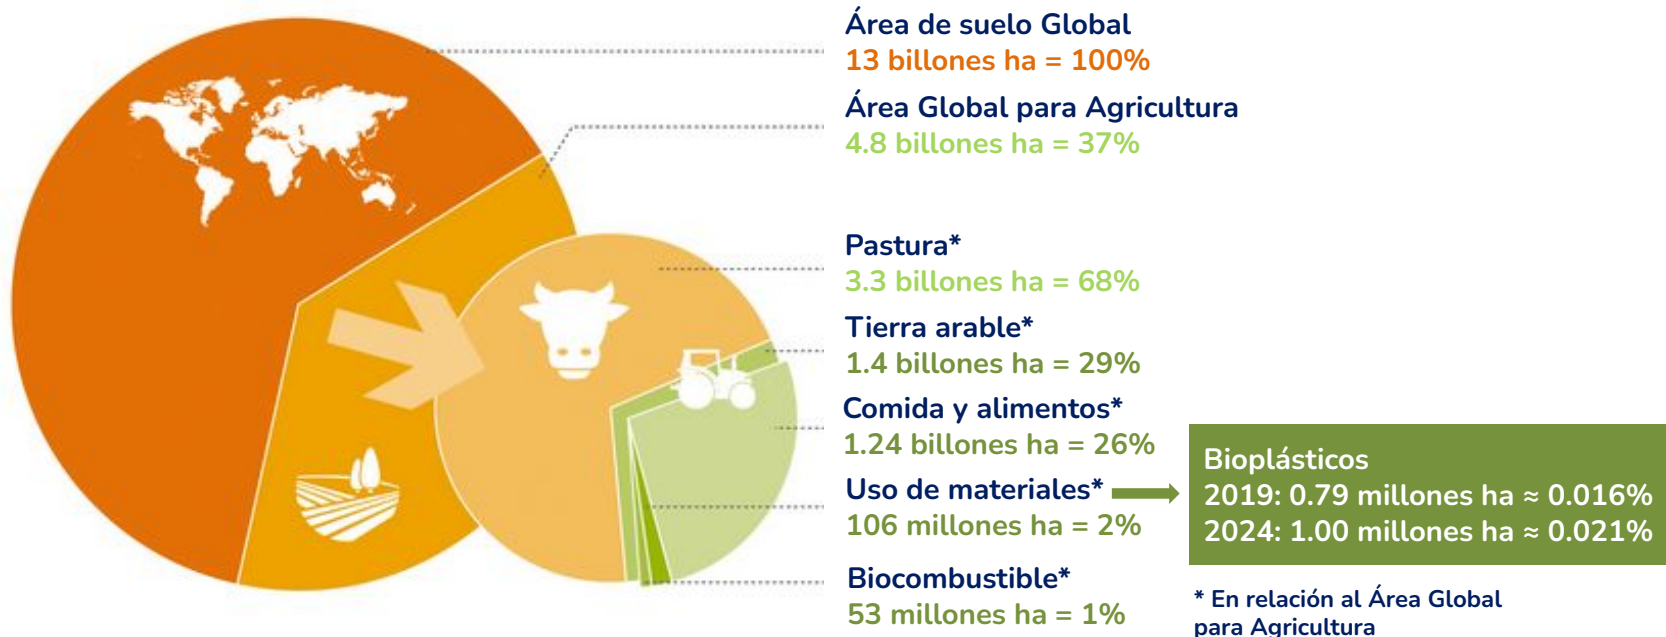 Área de suelo Global
13 billones ha = 100%
Área Global para Agricultura
4.8 billones ha = 37%
Pastura*
3.3 billones ha = 68%
Tierra arable*
1.4 billones ha = 29%
Comida y alimentos*
1.24 billones ha = 26%
Uso de materiales*
106 millones ha = 2%
Biocombustible*
53 millones ha = 1%
Bioplásticos
2019: 0.79 millones ha ≈ 0.016%
2024: 1.00 millones ha ≈ 0.021%
* En relación al Área Global
para Agricultura